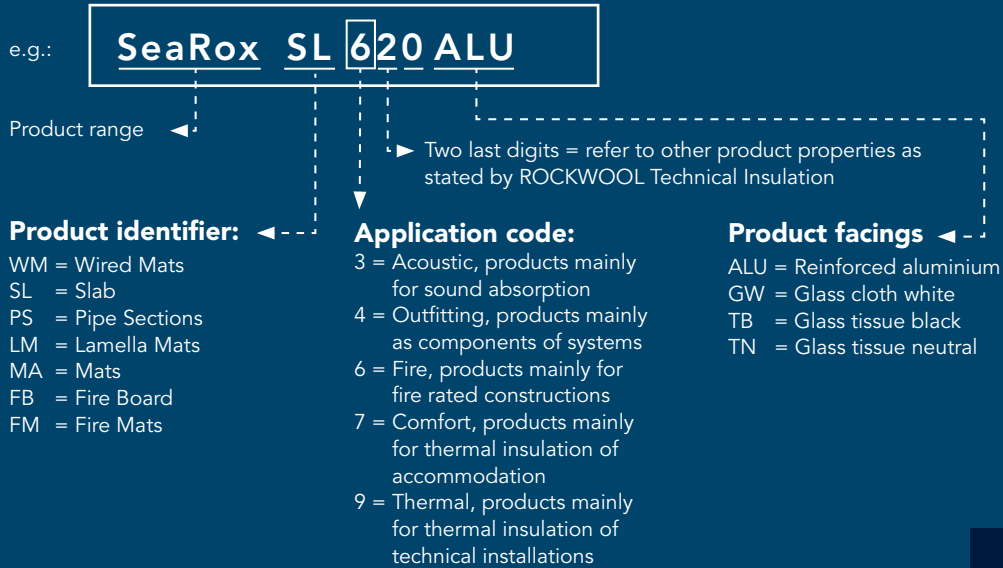 e.g.:
SeaRox SL 620 ALU
Product range
Two last digits = refer to other product properties as
stated by ROCKWOOL Technical Insulation
Product identifier:
WM = Wired Mats
SL = Slab
PS = Pipe Sections
LM = Lamella Mats
MA = Mats
FB = Fire Board
FM = Fire Mats
Application code:
3 = Acoustic, products mainly
for sound absorption
4 = Outfitting, products mainly
as components of systems
6 = Fire, products mainly for
fire rated constructions
7 = Comfort, products mainly
for thermal insulation of
accommodation
9 = Thermal, products mainly
for thermal insulation of
technical installations
Product facings
ALU = Reinforced aluminium
GW = Glass cloth white
TB = Glass tissue black
TN = Glass tissue neutral